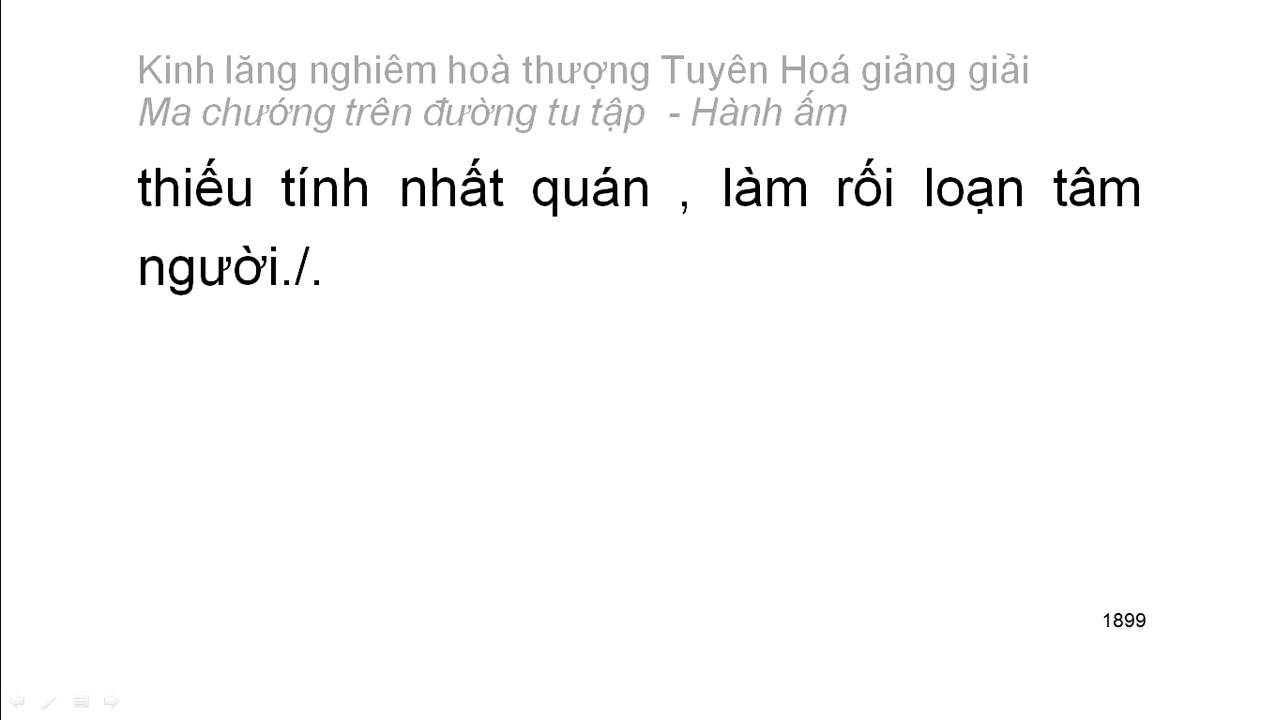 Kinh lăng nghiêm hoà thượng Tuyên Hoá giảng giải
Ma chướng trên đường tu tập - Hành ấm
thiếu tính nhất quán , làm rối loạn tâm
người./.
1899